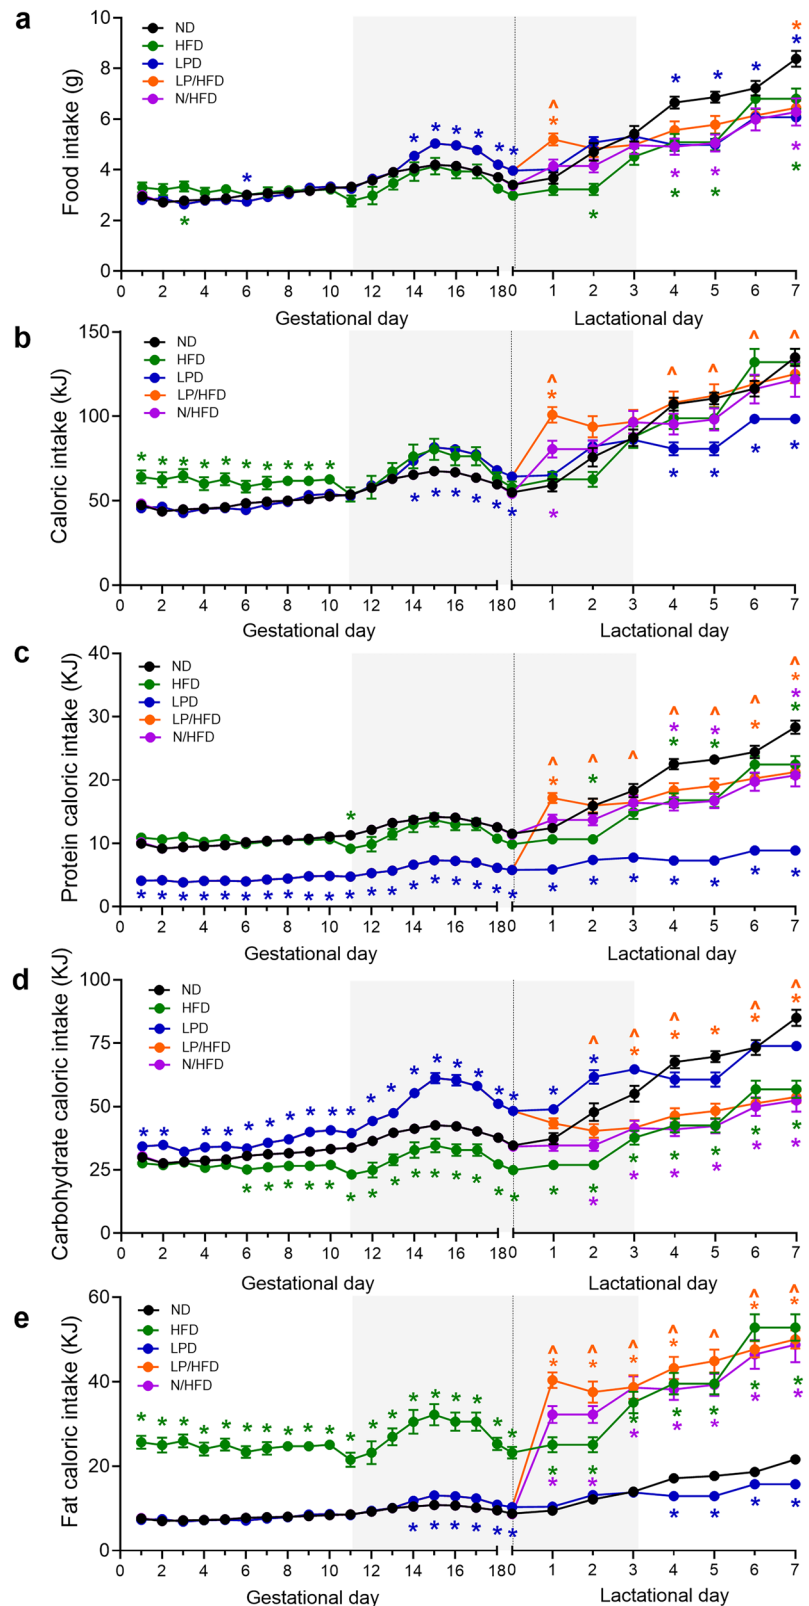 a
Food intake (g)
10
8
6
4
2
0
ND
HFD
LPD
LP/HFD
N/HFD
0 2 4 6 8 10 12 14 16 18 0 1 2 3 4 5 6 7
Gestational day Lactational day
b
Caloric intake (kJ)
150
100
50
0
ND
HFD
LPD
LP/HFD
N/HFD
0 2 4 6 8 10 12 14 16 18 0 1 2 3 4 5 6 7
Gestational day Lactational day
c
Protein caloric intake (KJ)
40
30
20
10
0
ND
HFD
LPD
LP/HFD
N/HFD
0 2 4 6 8 10 12 14 16 18 0 1 2 3 4 5 6 7
Gestational day Lactational day
d
Carbohydrate caloric intake (KJ)
100
75
50
25
0
ND
HFD
LPD
LP/HFD
N/HFD
0 2 4 6 8 10 12 14 16 18 0 1 2 3 4 5 6 7
Gestational day Lactational day
e
Fat caloric intake (KJ)
60
40
20
0
ND
HFD
LPD
LP/HFD
N/HFD
0 2 4 6 8 10 12 14 16 18 0 1 2 3 4 5 6 7
Gestational day Lactational day